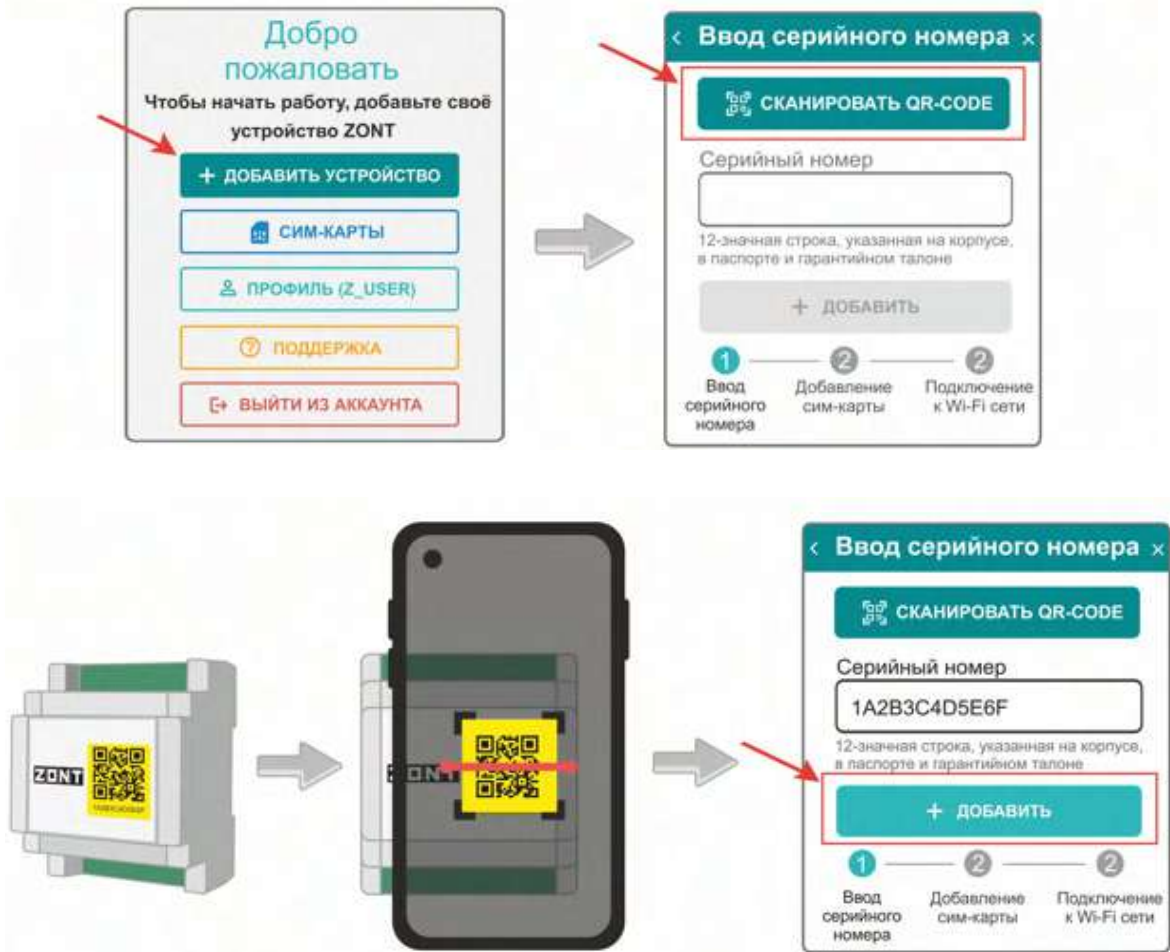 Добро
пожаловать
Чтобы начать работу, добавьте своё
устройство ZONT
+ ДОБАВИТЬ УСТРОЙСТВО
СИМ-КАРТЫ
ПРОФИЛЬ (Z_USER)
ПОДДЕРЖКА
ВЫЙТИ ИЗ АККАУНТА
< Ввод серийного номера ×
СКАНИРОВАТЬ QR-CODE
Серийный номер
12-значная строка, указанная на корпусе,
в паспорте и гарантийном талоне
+ ДОБАВИТЬ
1 2 2
Ввод серийного номера
Добавление сим-карты
Подключение к Wi-Fi сети
ZONT
ZONT
< Ввод серийного номера ×
СКАНИРОВАТЬ QR-CODE
Серийный номер
1A2B3C4D5E6F
12-значная строка, указанная на корпусе,
в паспорте и гарантийном талоне
+ ДОБАВИТЬ
1 2 2
Ввод серийного номера
Добавление сим-карты
Подключение к Wi-Fi сети